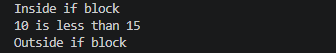 Inside if block
10 is less than 15
Outside if block